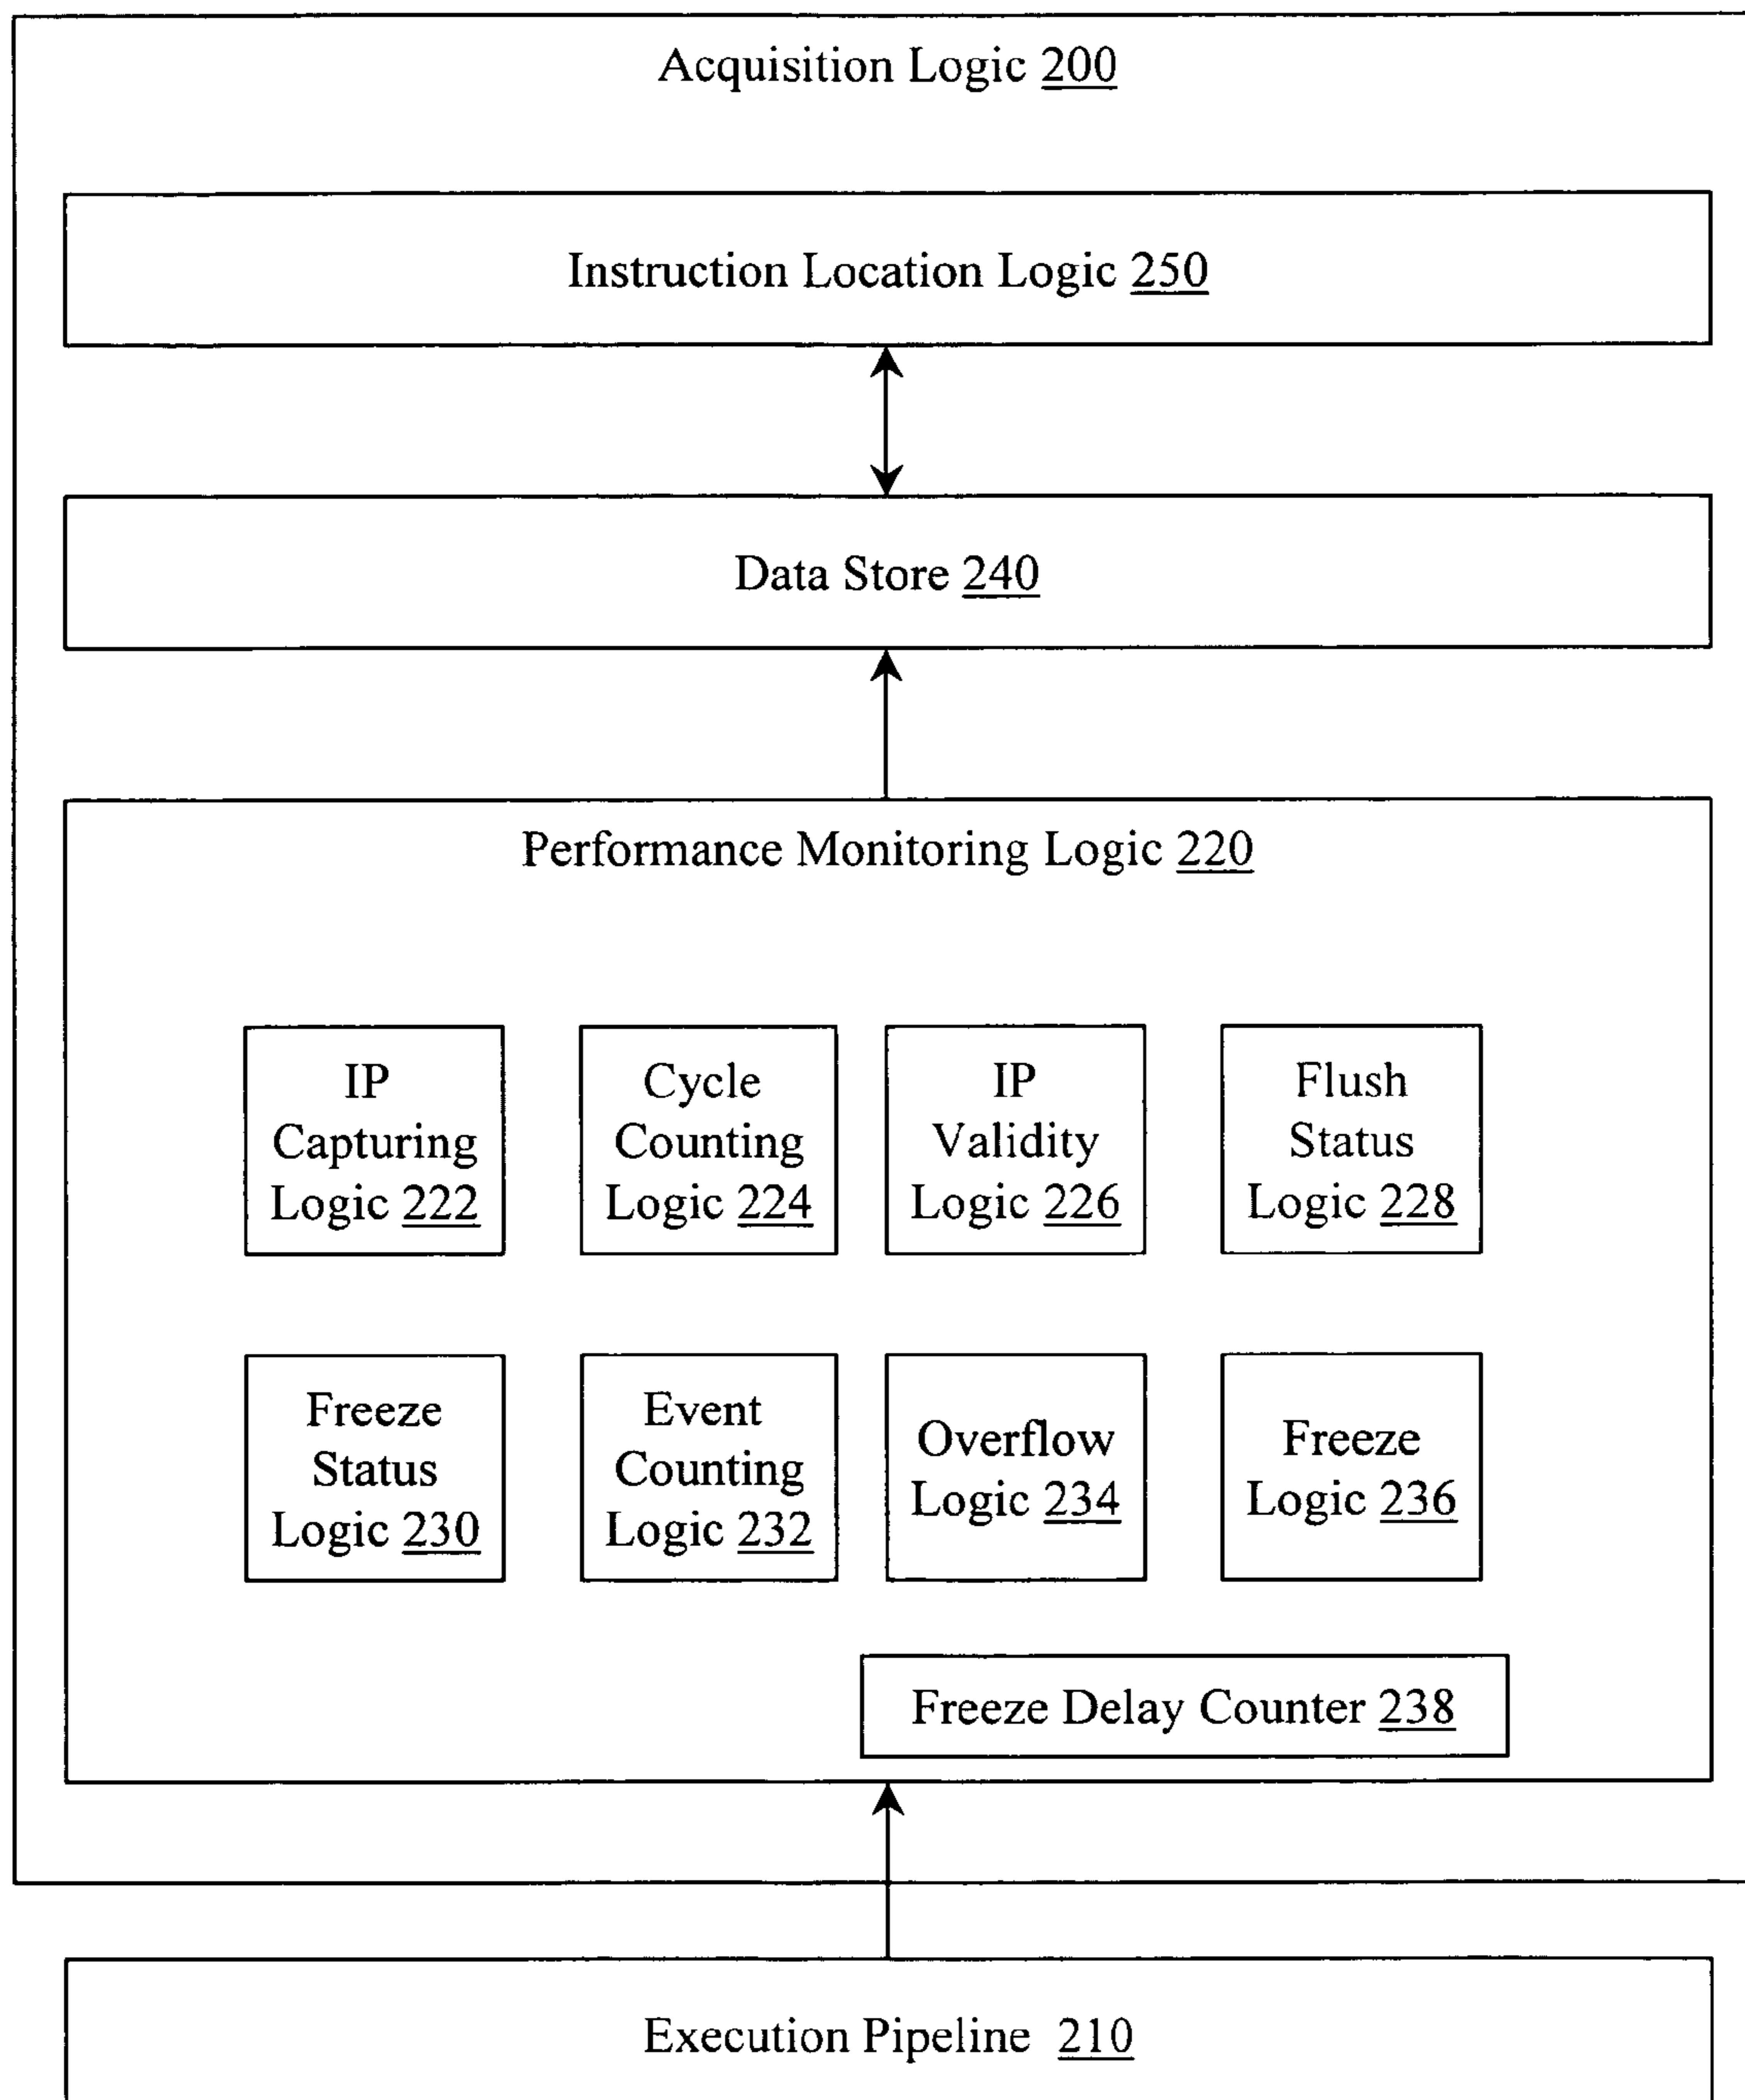 Acquisition Logic 200
Instruction Location Logic 250
Data Store 240
Performance Monitoring Logic 220
IP
Capturing
Logic 222
Cycle
Counting
Logic 224
IP
Validity
Logic 226
Flush
Status
Logic 228
Freeze
Status
Logic 230
Event
Counting
Logic 232
Overflow
Logic 234
Freeze
Logic 236
Freeze Delay Counter 238
Execution Pipeline 210